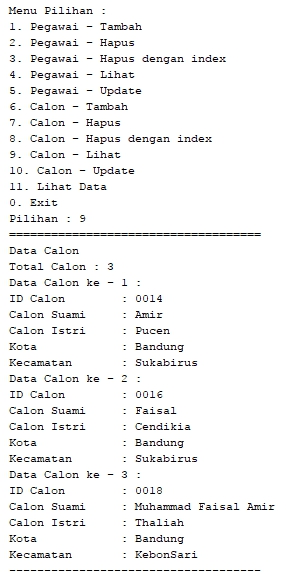 Menu Pilihan :
1. Pegawai - Tambah
2. Pegawai - Hapus
3. Pegawai - Hapus dengan index
4. Pegawai - Lihat
5. Pegawai - Update
6. Calon - Tambah
7. Calon - Hapus
8. Calon - Hapus dengan index
9. Calon - Lihat
10. Calon - Update
11. Lihat Data
0. Exit
Pilihan : 9
====================================
Data Calon
Total Calon : 3
Data Calon ke - 1 :
ID Calon        : 0014
Calon Suami     : Amir
Calon Istri     : Pucen
Kota            : Bandung
Kecamatan       : Sukabirus
Data Calon ke - 2 :
ID Calon        : 0016
Calon Suami     : Faisal
Calon Istri     : Cendikia
Kota            : Bandung
Kecamatan       : Sukabirus
Data Calon ke - 3 :
ID Calon        : 0018
Calon Suami     : Muhammad Faisal Amir
Calon Istri     : Thaliah
Kota            : Bandung
Kecamatan       : KebonSari
------------------------------------